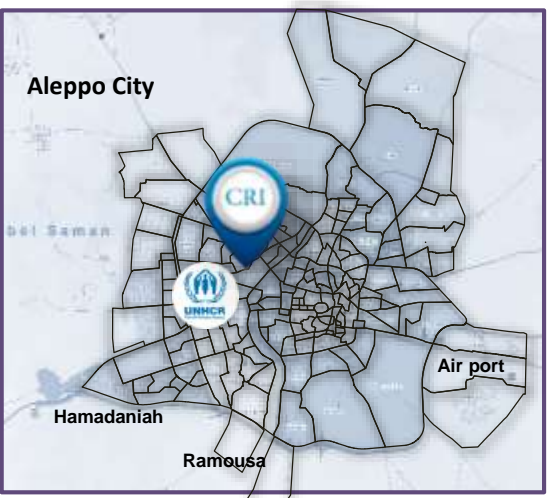 Aleppo City
CRI
bel Saman
UNHCR
Air port
Hamadaniah
Ramousa